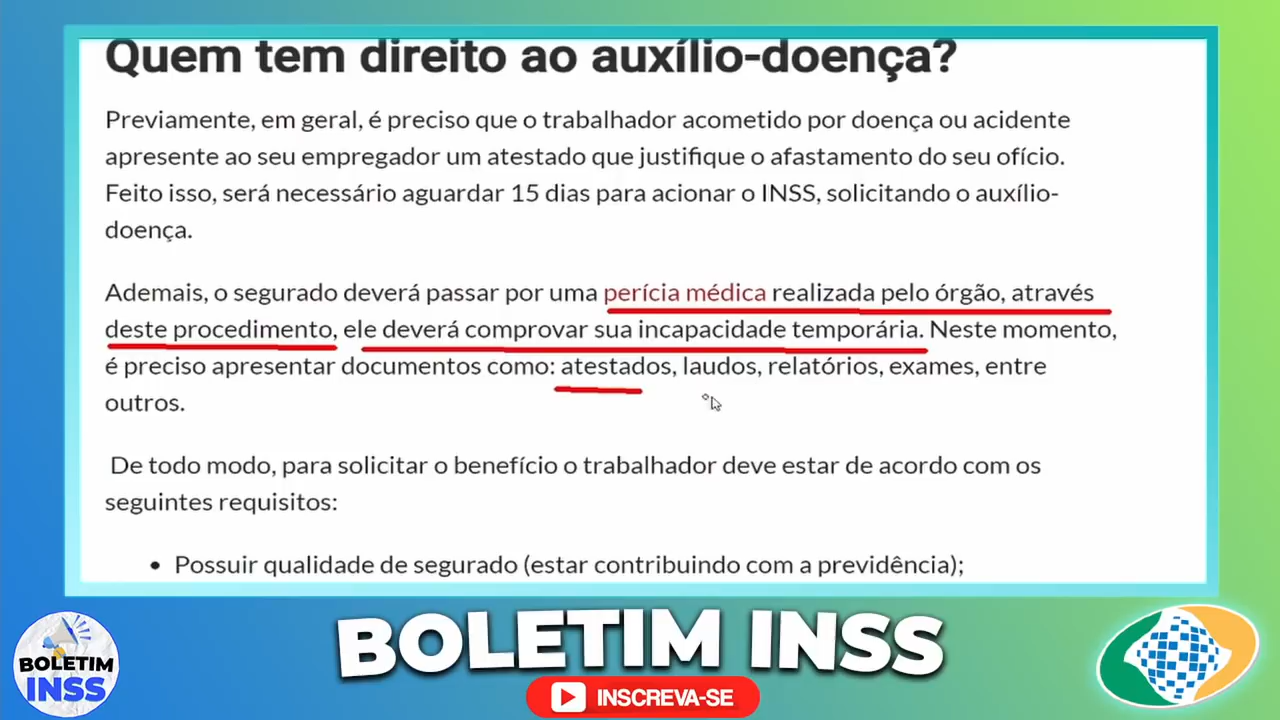 Quem tem direito ao auxílio-doença?
Previamente, em geral, é preciso que o trabalhador acometido por doença ou acidente
apresente ao seu empregador um atestado que justifique o afastamento do seu ofício.
Feito isso, será necessário aguardar 15 dias para acionar o INSS, solicitando o auxílio-
doença.
Ademais, o segurado deverá passar por uma perícia médica realizada pelo órgão, através
deste procedimento, ele deverá comprovar sua incapacidade temporária. Neste momento,
é preciso apresentar documentos como: atestados, laudos, relatórios, exames, entre
outros.
De todo modo, para solicitar o benefício o trabalhador deve estar de acordo com os
seguintes requisitos:
• Possuir qualidade de segurado (estar contribuindo com a previdência);
BOLETIM INSS
INSCREVA-SE
BOLETIM
INSS